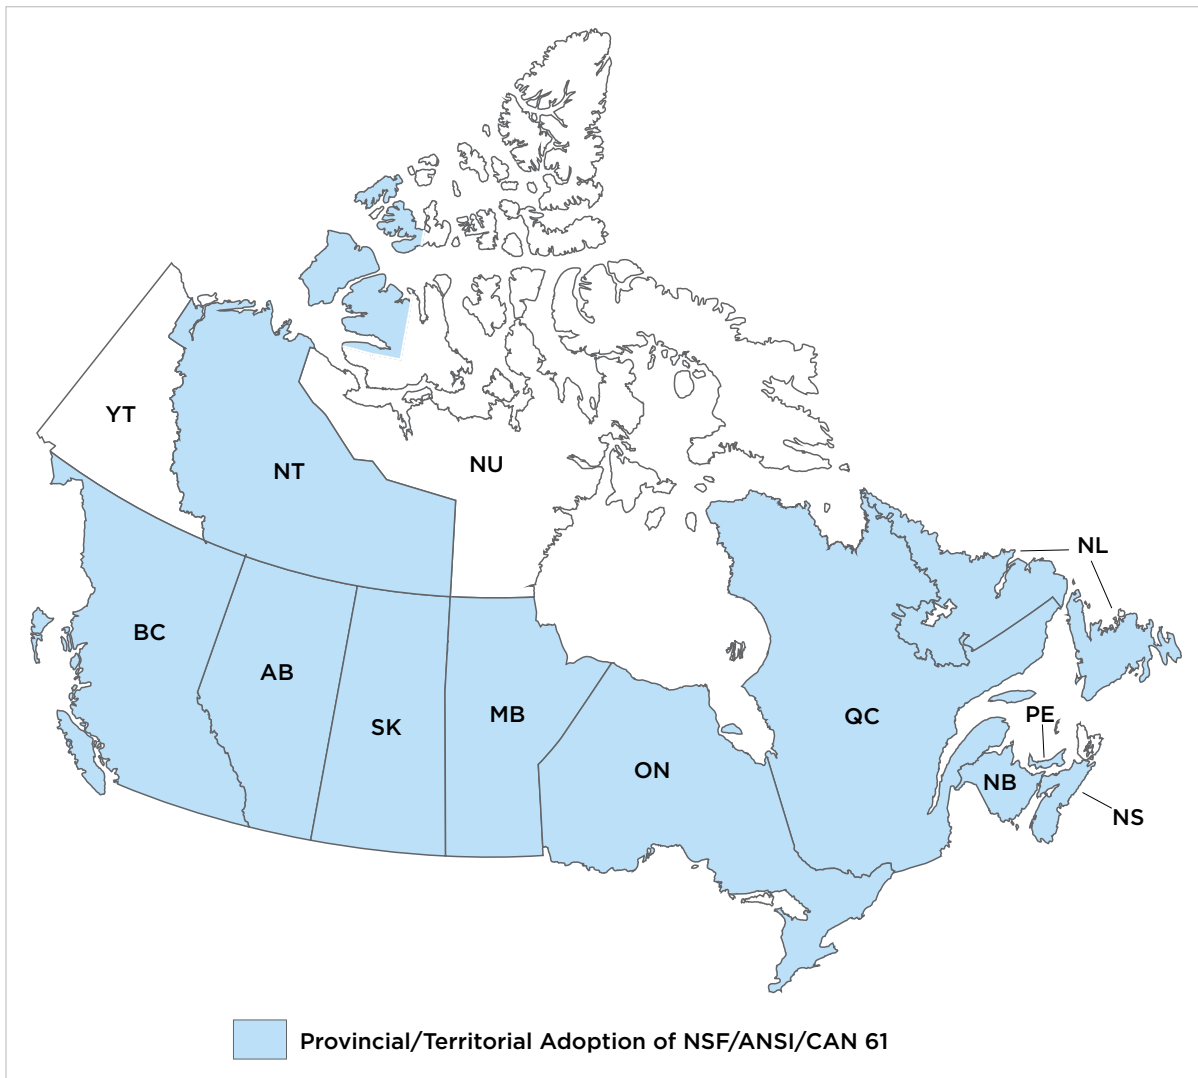 YT
NT
NU
NL
BC
AB
SK
MB
ON
QC
PE
NB
NS
Provincial/Territorial Adoption of NSF/ANSI/CAN 61